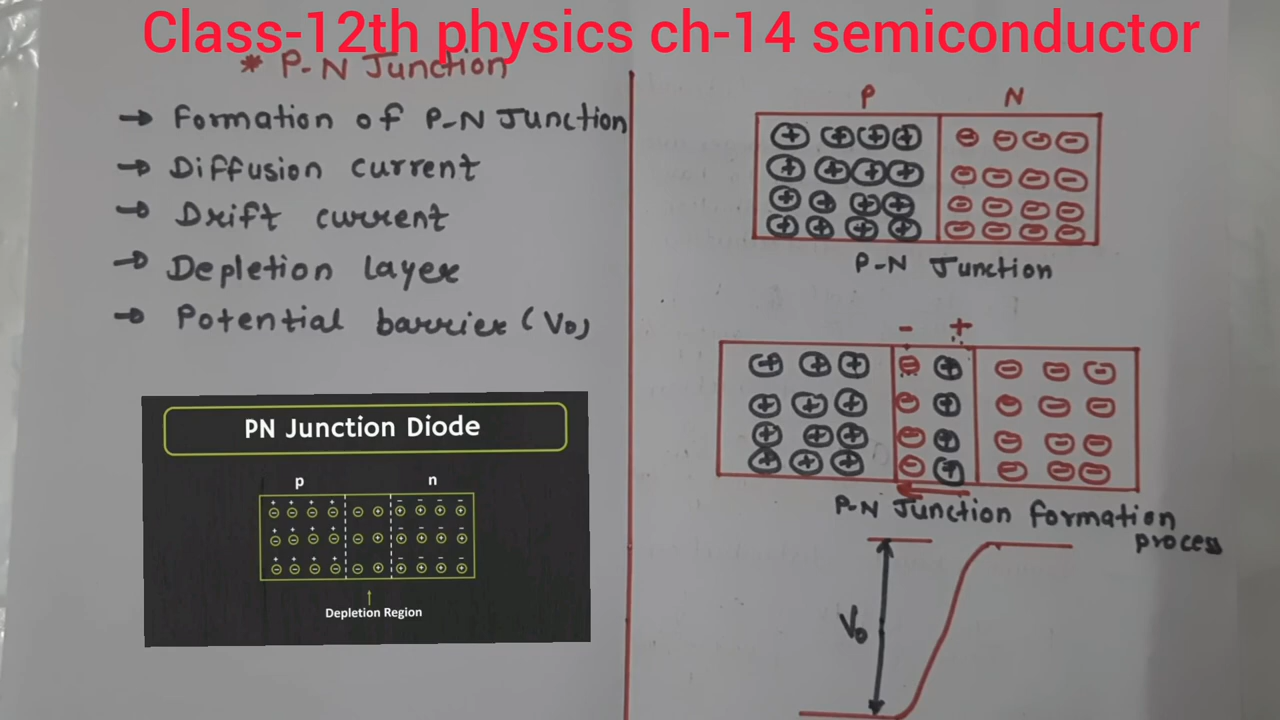 Class-12th physics ch-14 semiconductor
* P-N Junction
→ Formation of P-N Junction
→ Diffusion current
→ Drift current
→ Depletion layer
→ Potential barrier (V₀)
PN Junction Diode
p n
Depletion Region
P N
P-N Junction
- +
P-N Junction formation
process
V₀